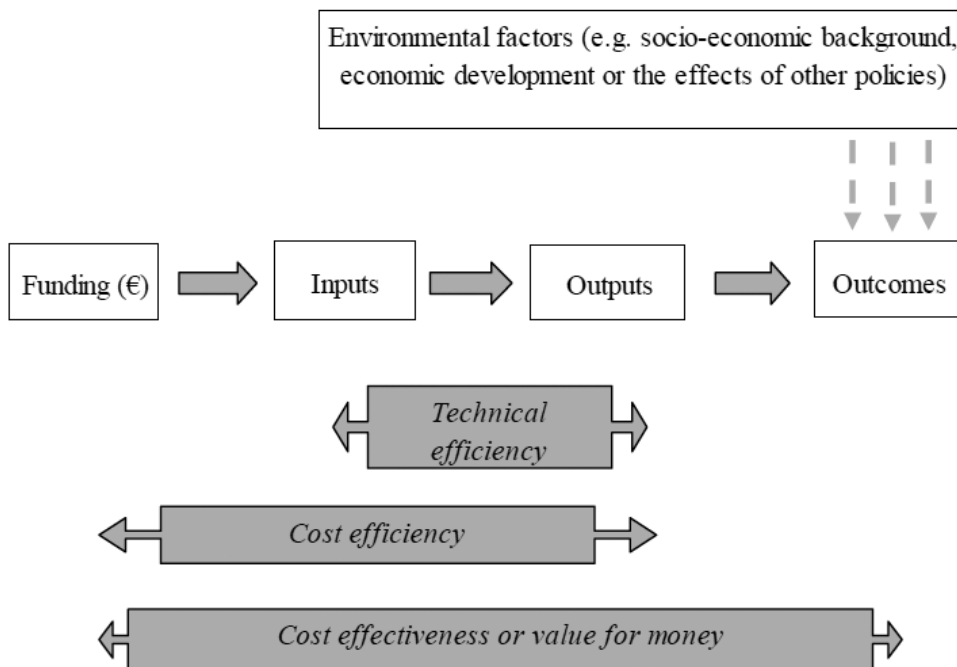 Environmental factors (e.g. socio-economic background,
economic development or the effects of other policies)
Funding (€)
Inputs
Outputs
Outcomes
Technical
efficiency
Cost efficiency
Cost effectiveness or value for money